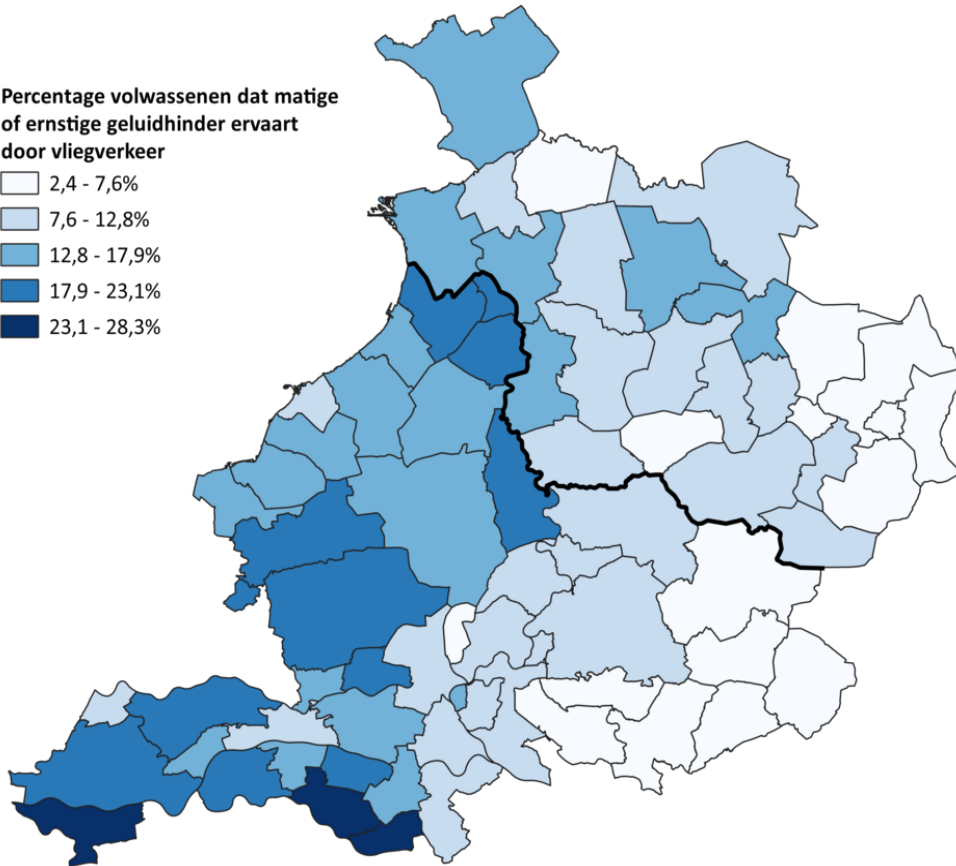 Percentage volwassenen dat matige
of ernstige geluidhinder ervaart
door vliegverkeer
2,4 - 7,6%
7,6 - 12,8%
12,8 - 17,9%
17,9 - 23,1%
23,1 - 28,3%